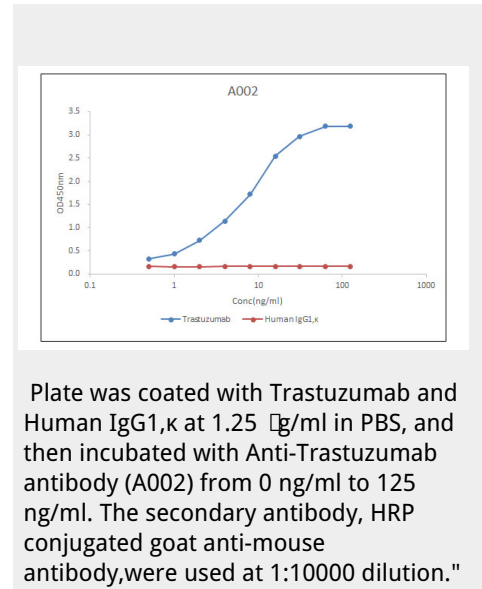 A002
3.5
3.0
2.5
2.0
1.5
1.0
0.5
0.0
OD450nm
0.1 1 10 100 1000
Conc(ng/ml)
Trastuzumab Human IgG1,κ
Plate was coated with Trastuzumab and
Human IgG1,κ at 1.25 g/ml in PBS, and
then incubated with Anti-Trastuzumab
antibody (A002) from 0 ng/ml to 125
ng/ml. The secondary antibody, HRP
conjugated goat anti-mouse
antibody,were used at 1:10000 dilution."